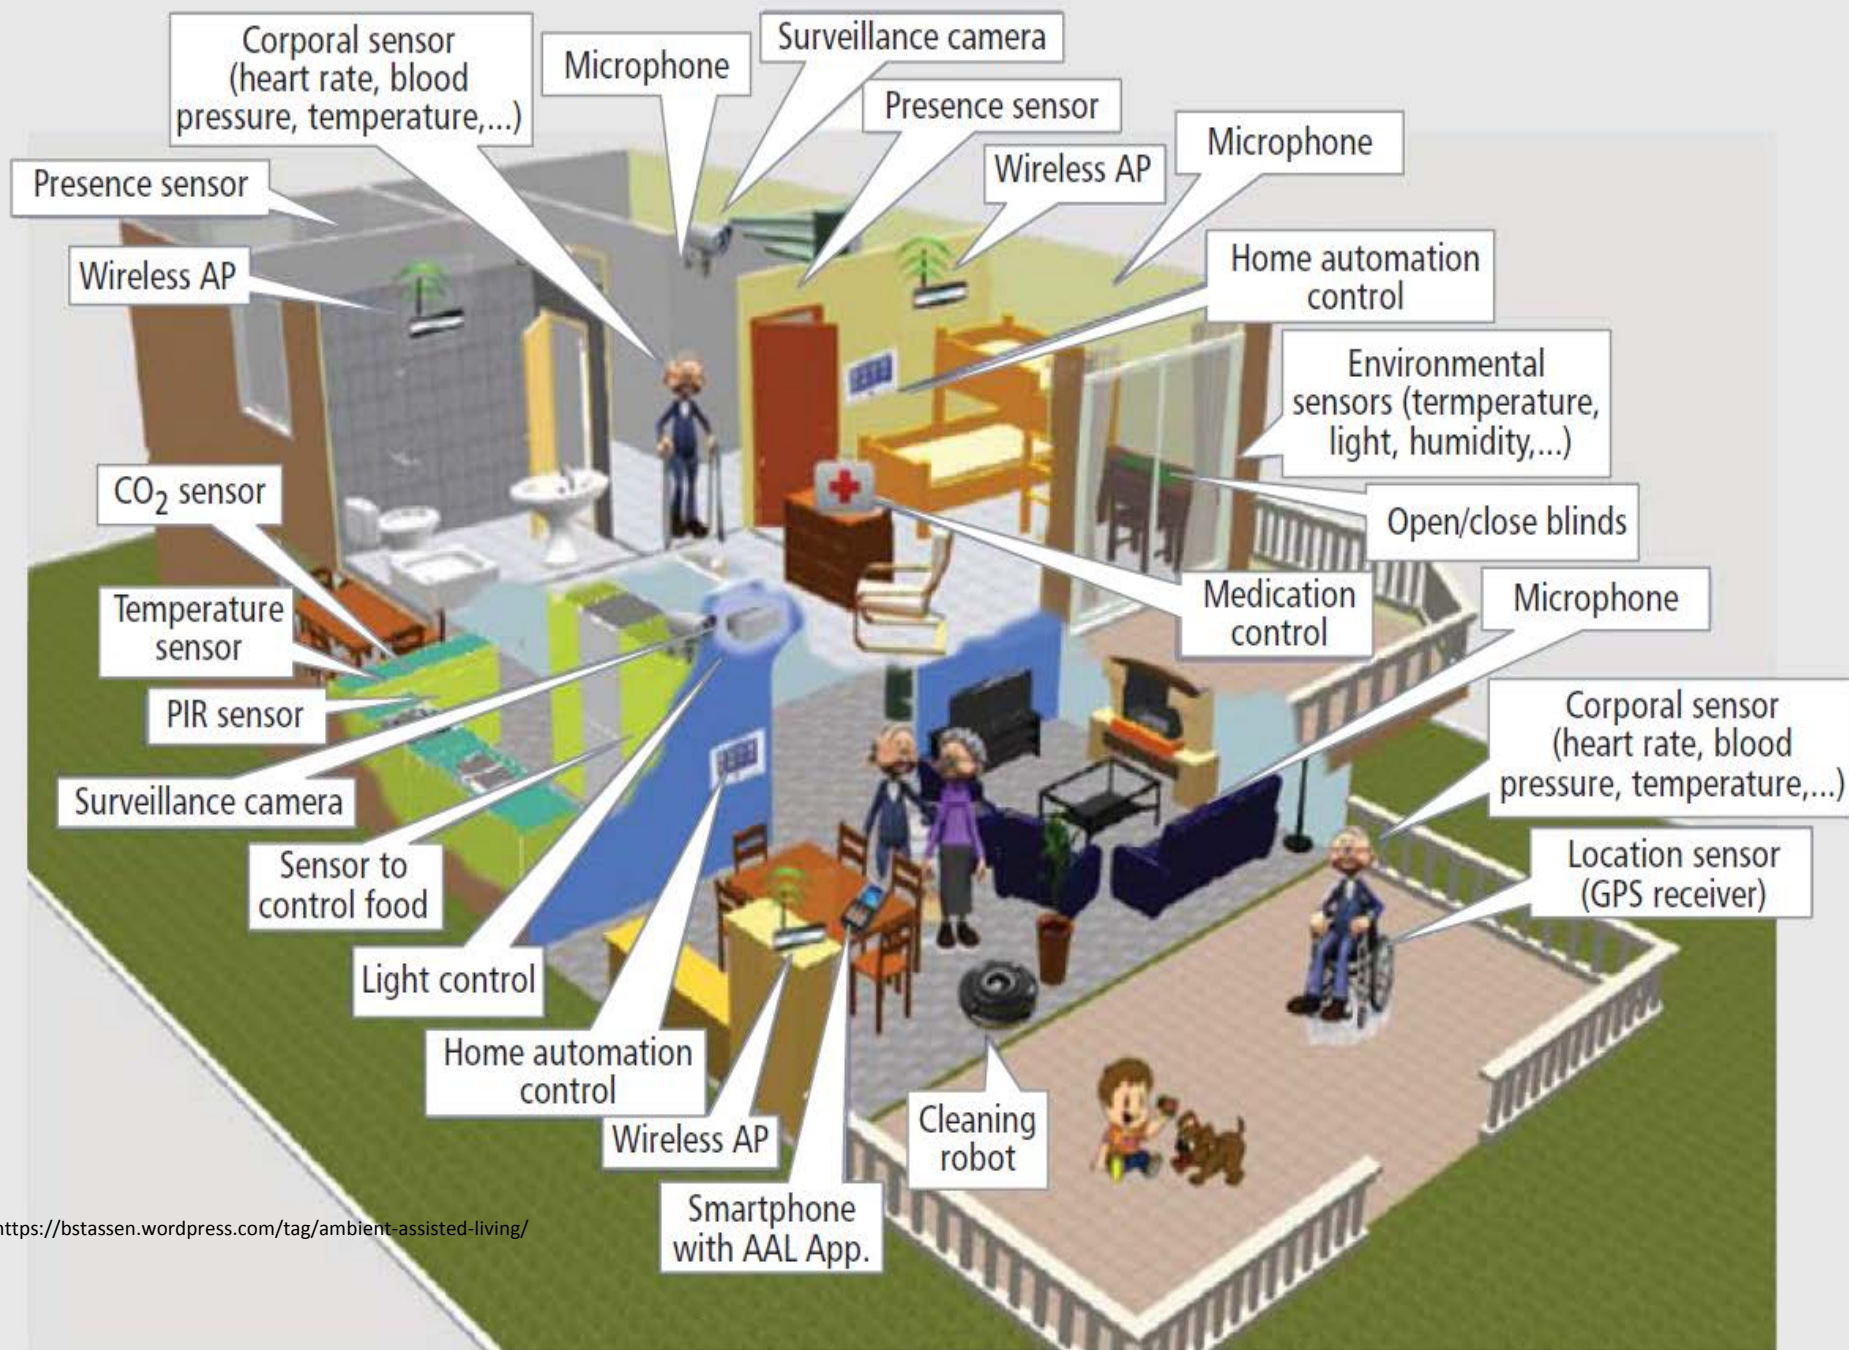 Corporal sensor
(heart rate, blood
pressure, temperature,...)
Microphone
Surveillance camera
Presence sensor
Wireless AP
Microphone
Presence sensor
Wireless AP
Home automation
control
Environmental
sensors (termperature,
light, humidity,...)
CO2 sensor
Open/close blinds
Temperature
sensor
Medication
control
Microphone
PIR sensor
Corporal sensor
(heart rate, blood
pressure, temperature,...)
Surveillance camera
Sensor to
control food
Location sensor
(GPS receiver)
Light control
Home automation
control
Wireless AP
Cleaning
robot
Smartphone
with AAL App.
https://bstassen.wordpress.com/tag/ambient-assisted-living/